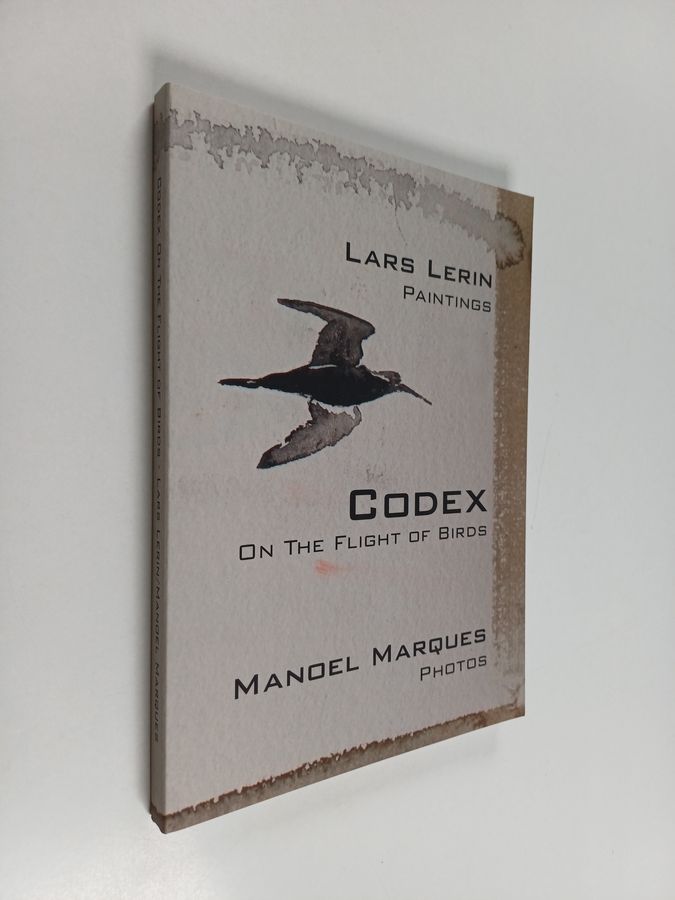 Lars Lerin
Paintings
Codex
On The Flight of Birds
Manoel Marques
Photos
Codex On The Flight of Birds · Lars Lerin/Manoel Marques